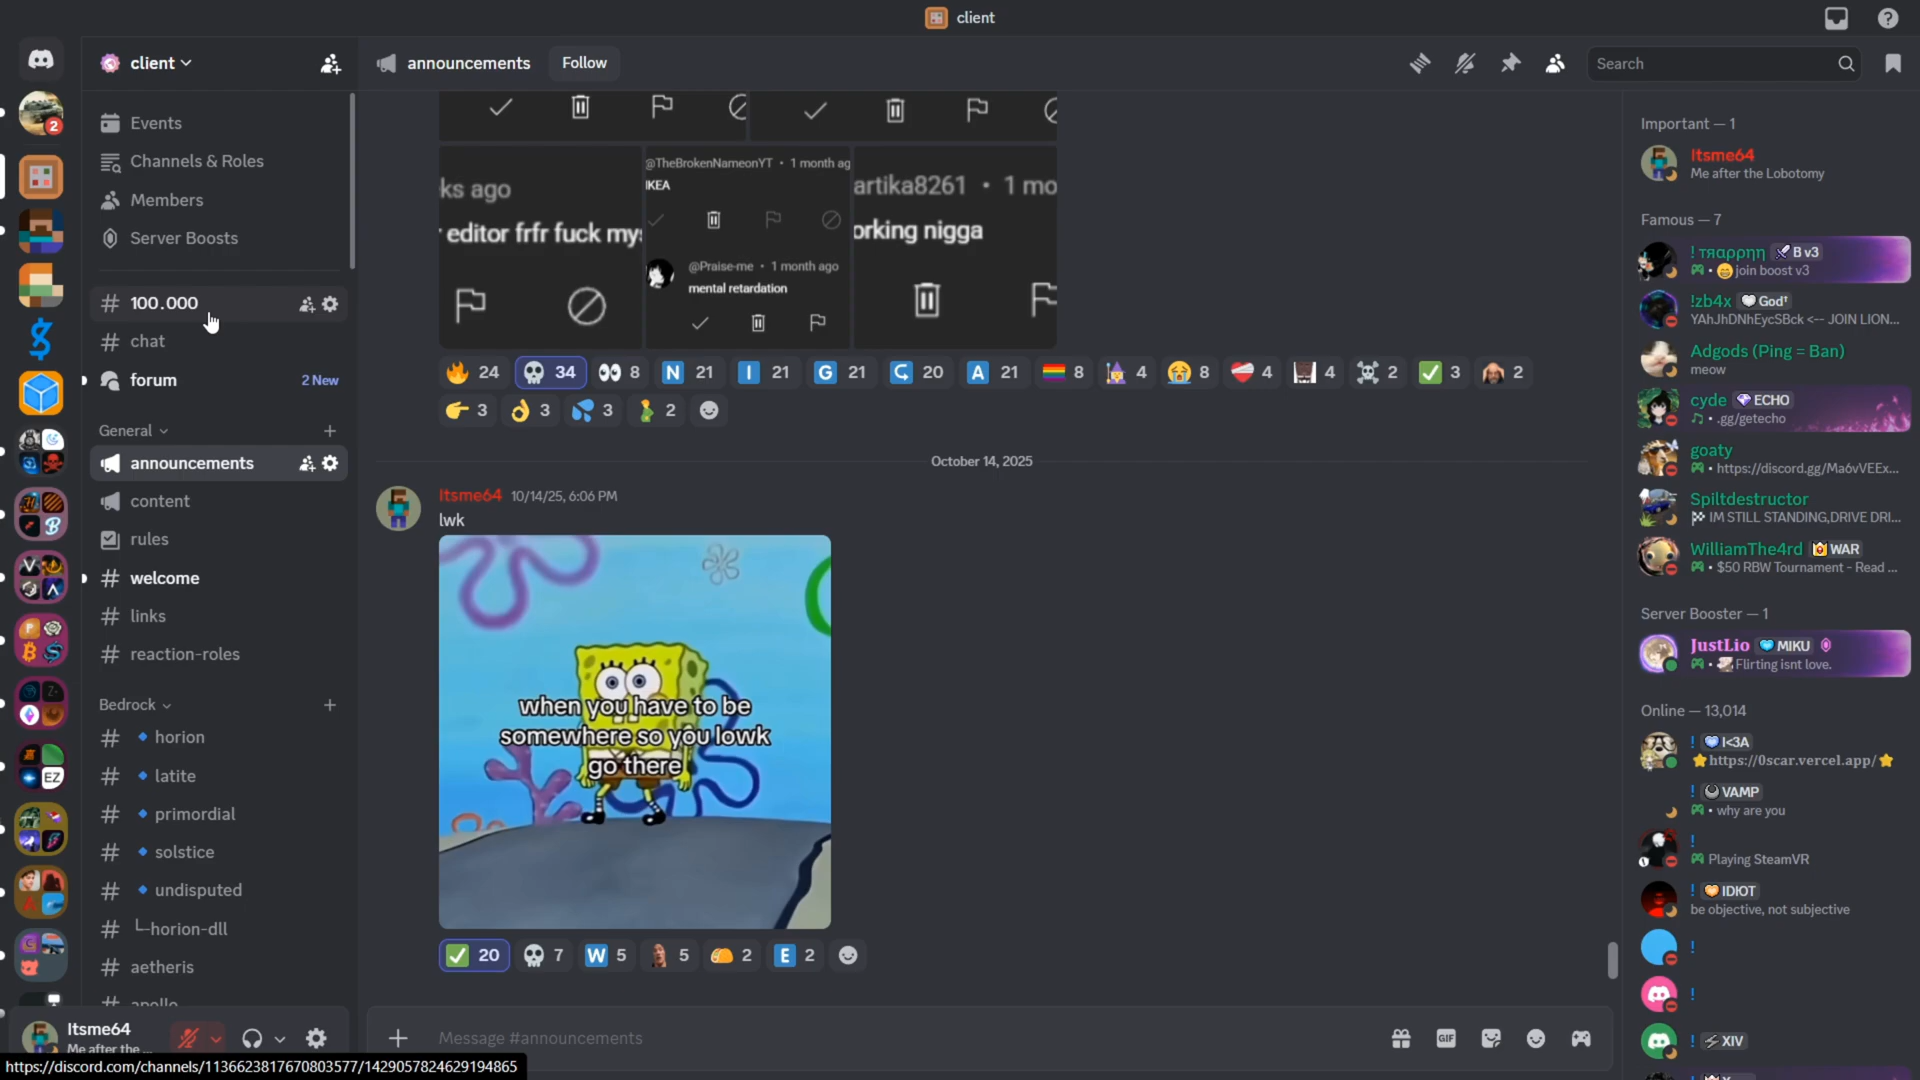 client
client
announcements
Follow
Search
Events
Channels & Roles
Members
Server Boosts
100.000
chat
forum
2 New
General
announcements
content
rules
welcome
links
reaction-roles
Bedrock
horion
latite
primordial
solstice
undisputed
horion-dll
aetheris
apollo
Itsme64
Me after the ...
https://discord.com/channels/1136623817670803577/1429057824629194865
ks ago
editor frfr fuck mys
@TheBrokenNameonYT • 1 month ag
IKEA
@Praise-me • 1 month ago
mental retardation
artika8261 • 1 mo
orking nigga
24 34 8 N 21 I 21 G 21 20 A 21 8 4 8 4 4 2 3 2
3 3 3 2
October 14, 2025
Itsme64 10/14/25, 6:06 PM
lwk
when you have to be
somewhere so you lowk
go there
20 7 W 5 5 2 E 2
Message #announcements
GIF
Important — 1
Itsme64
Me after the Lobotomy
Famous — 7
! тяαρρηη B v3
join boost v3
!zb4x God†
YAhJhDNhEycSBck <-- JOIN LION...
Adgods (Ping = Ban)
meow
cyde ECHO
.gg/getecho
goaty
https://discord.gg/Ma6vVEEx...
Spiltdestructor
IM STILL STANDING,DRIVE DRI...
WilliamThe4rd WAR
$50 RBW Tournament - Read ...
Server Booster — 1
JustLio MIKU
Flirting isnt love.
Online — 13,014
! I<3A
https://0scar.vercel.app/
! VAMP
why are you
!
Playing SteamVR
! IDIOT
be objective, not subjective
!
!
! XIV
2
EZ